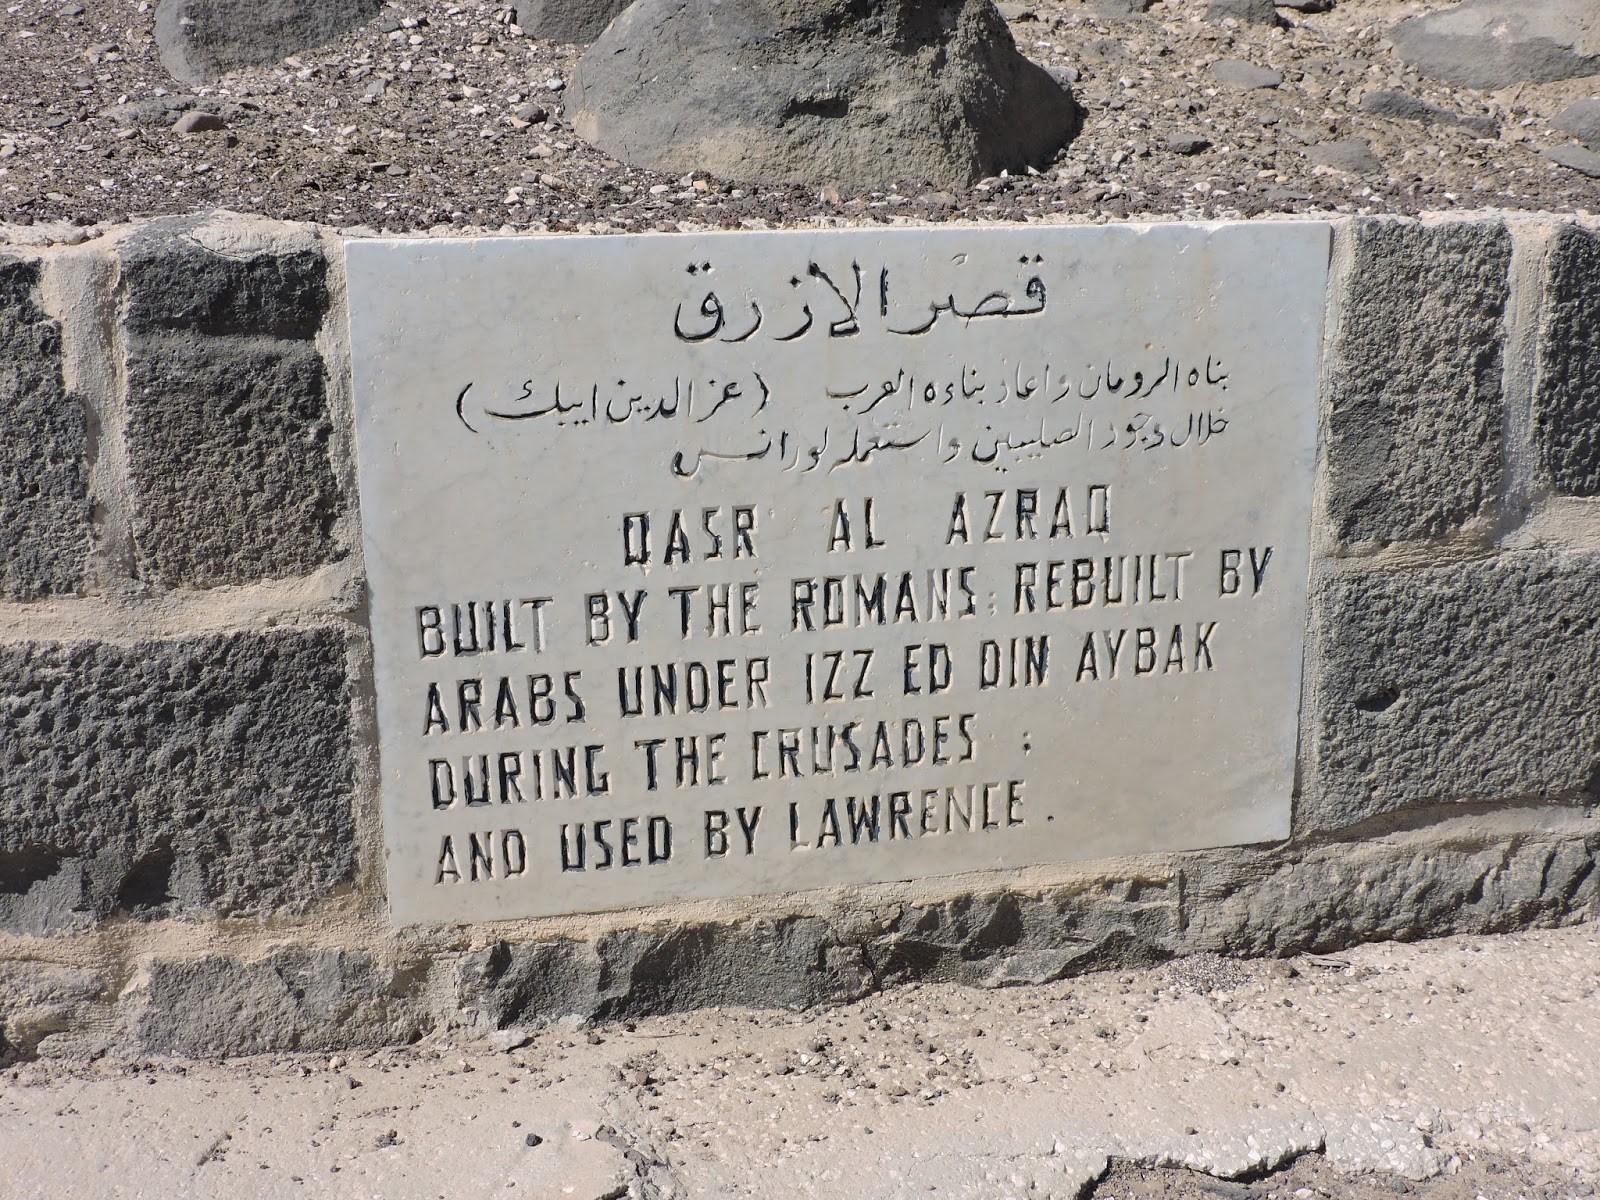 قصر الازرق
بناه الرومان واعاد بناءه العرب (عز الدين ايبك)
خلال وجود الصليبين واستعمله لورانس
QASR AL AZRAQ
BUILT BY THE ROMANS: REBUILT BY
ARABS UNDER IZZ ED DIN AYBAK
DURING THE CRUSADES :
AND USED BY LAWRENCE.